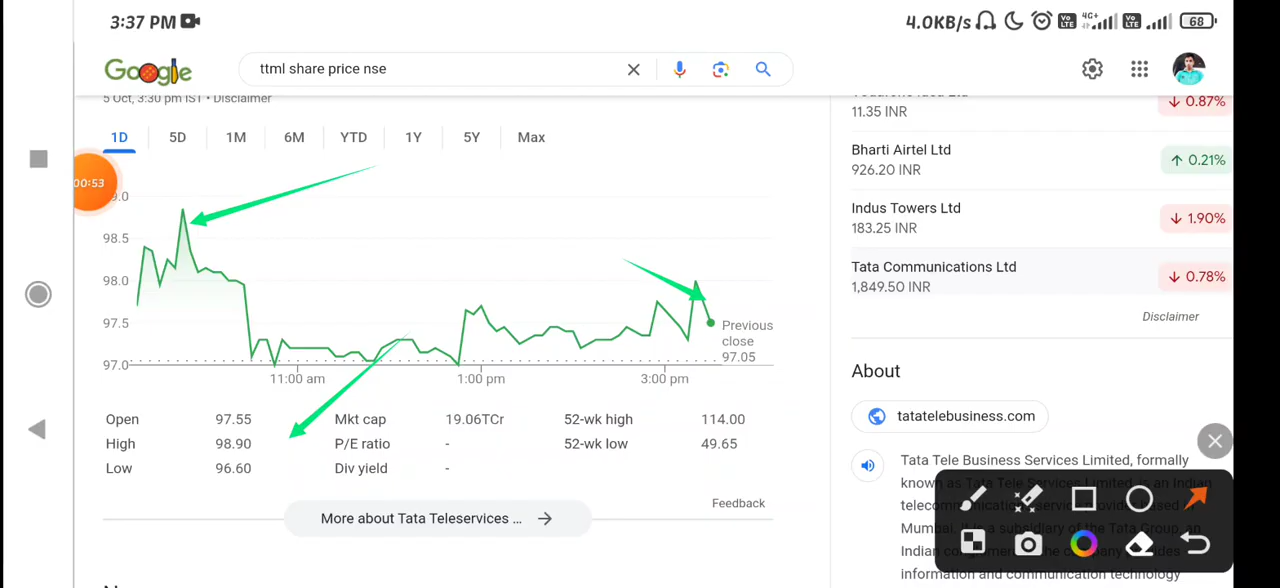 3:37 PM
4.0KB/s
4G+
Vo LTE
Vo LTE
68
Google
ttml share price nse
5 Oct, 3:30 pm IST • Disclaimer
1D 5D 1M 6M YTD 1Y 5Y Max
00:53
98.5
98.0
97.5
97.0
Previous
close
97.05
11:00 am 1:00 pm 3:00 pm
Open 97.55 Mkt cap 19.06TCr 52-wk high 114.00
High 98.90 P/E ratio - 52-wk low 49.65
Low 96.60 Div yield -
Feedback
More about Tata Teleservices ...
Vodafone Idea Ltd
11.35 INR
0.87%
Bharti Airtel Ltd
926.20 INR
0.21%
Indus Towers Ltd
183.25 INR
1.90%
Tata Communications Ltd
1,849.50 INR
0.78%
Disclaimer
About
tatatelebusiness.com
Tata Tele Business Services Limited, formally
known as Tata Tele Services Limited, is an Indian
telecommunications service provider based in
Mumbai. It is a subsidiary of the Tata Group, an
Indian conglomerate. The company provides
information and communication technology